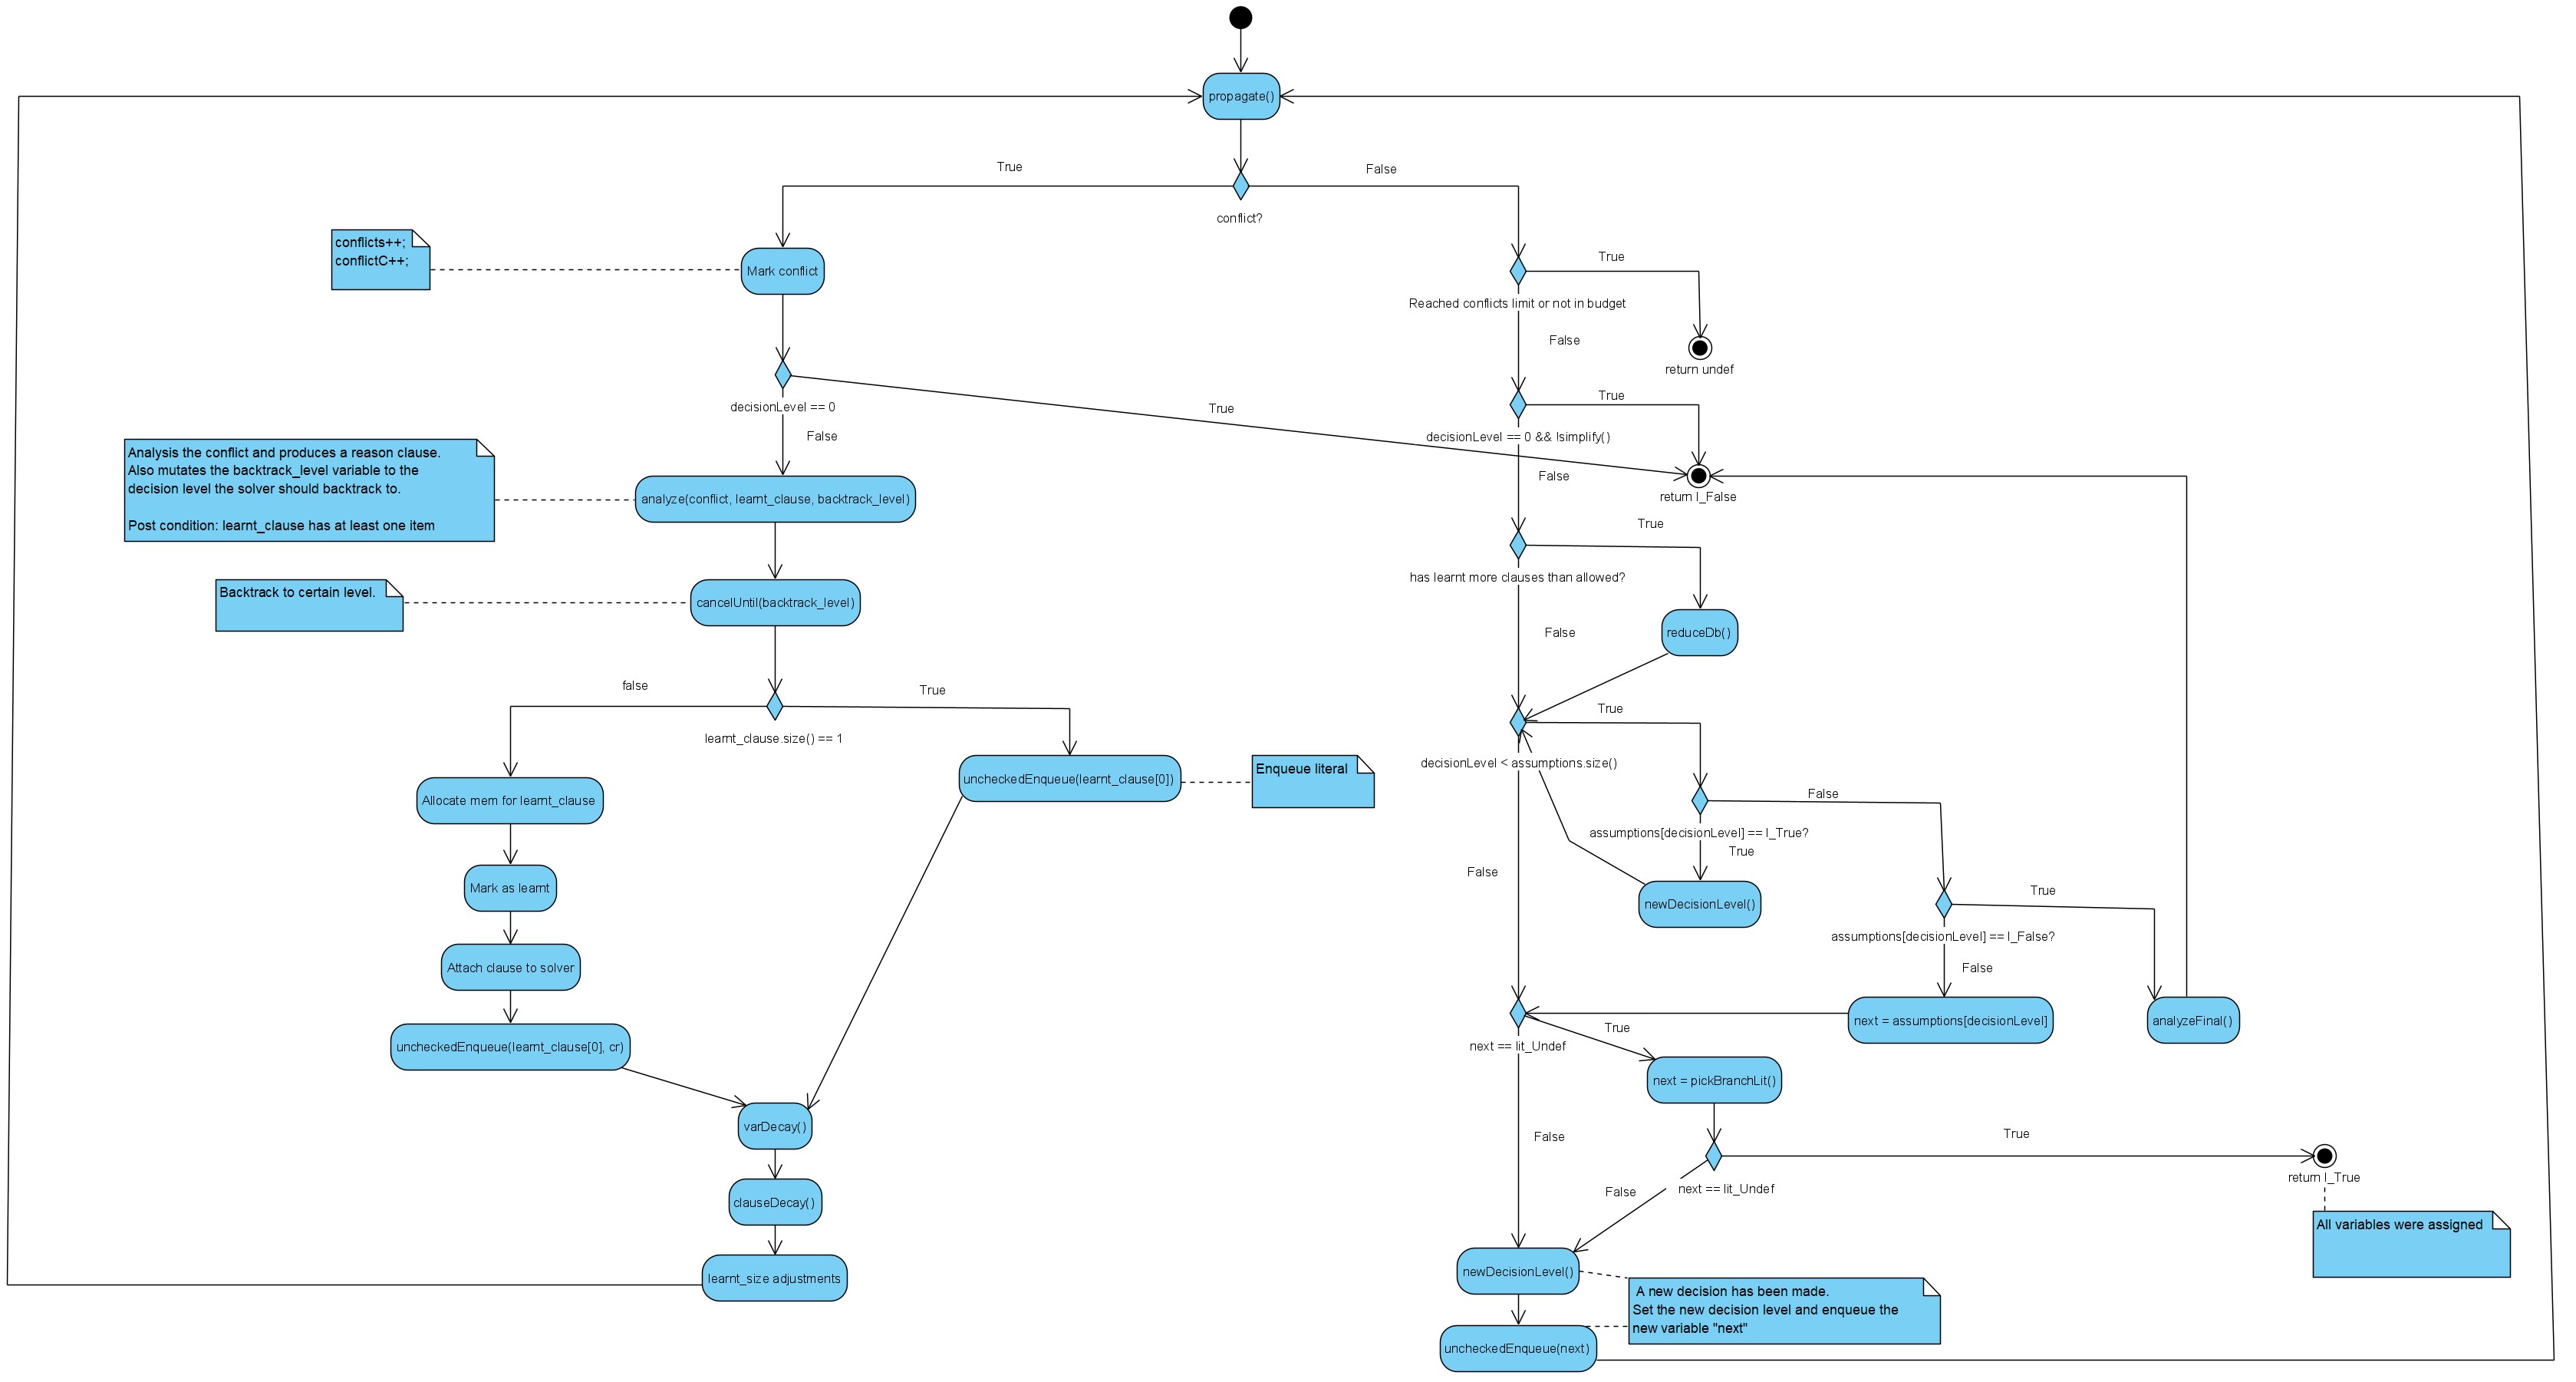 propagate()
True
False
conflict?
conflicts++;
conflictC++;
Mark conflict
True
Reached conflicts limit or not in budget
False
return undef
decisionLevel == 0
False
True
True
decisionLevel == 0 && !simplify()
False
return l_False
Analysis the conflict and produces a reason clause.
Also mutates the backtrack_level variable to the
decision level the solver should backtrack to.
Post condition: learnt_clause has at least one item
analyze(conflict, learnt_clause, backtrack_level)
True
has learnt more clauses than allowed?
Backtrack to certain level.
cancelUntil(backtrack_level)
False
reduceDb()
false
True
learnt_clause.size() == 1
True
decisionLevel < assumptions.size()
uncheckedEnqueue(learnt_clause[0])
Enqueue literal
Allocate mem for learnt_clause
False
assumptions[decisionLevel] == l_True?
True
False
Mark as learnt
newDecisionLevel()
True
assumptions[decisionLevel] == l_False?
False
Attach clause to solver
next = assumptions[decisionLevel]
analyzeFinal()
uncheckedEnqueue(learnt_clause[0], cr)
True
next == lit_Undef
next = pickBranchLit()
varDecay()
False
True
False
next == lit_Undef
return l_True
clauseDecay()
All variables were assigned
learnt_size adjustments
newDecisionLevel()
A new decision has been made.
Set the new decision level and enqueue the
new variable "next"
uncheckedEnqueue(next)